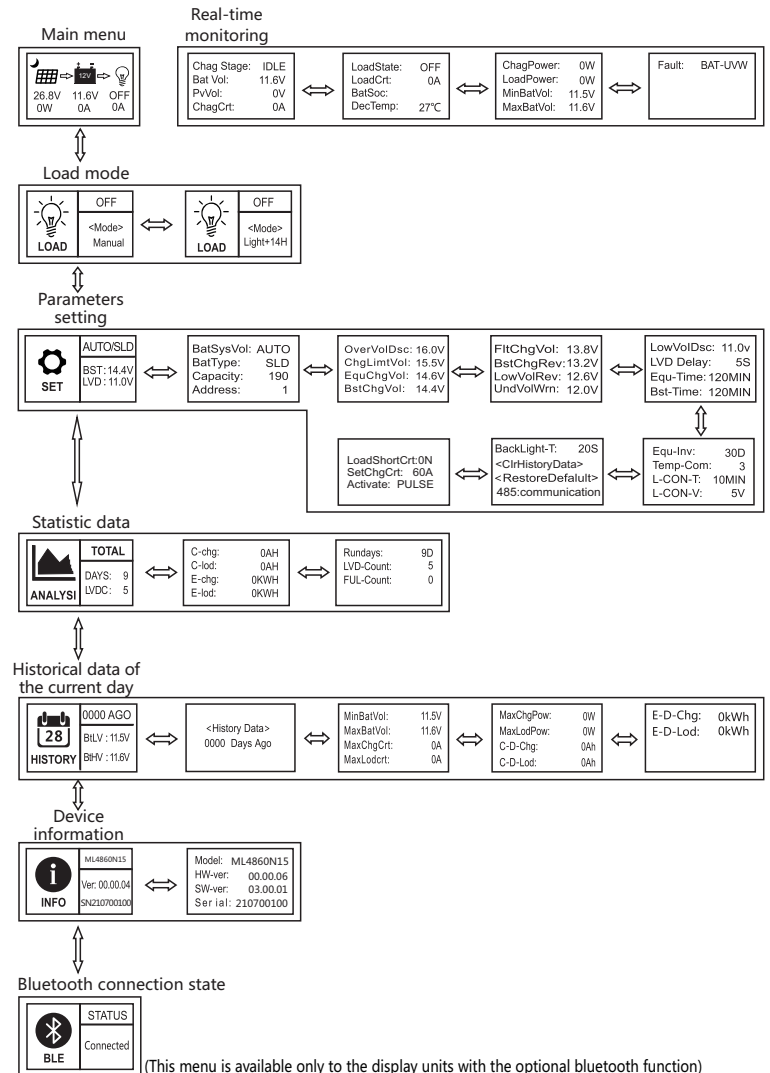 Real-time
monitoring
Main menu
12V
26.8V 11.6V OFF
0W 0A 0A
Chag Stage: IDLE
Bat Vol: 11.6V
PvVol: 0V
ChagCrt: 0A
LoadState: OFF
LoadCrt: 0A
BatSoc:
DecTemp: 27℃
ChagPower: 0W
LoadPower: 0W
MinBatVol: 11.5V
MaxBatVol: 11.6V
Fault: BAT-UVW
Load mode
LOAD
OFF
<Mode>
Manual
LOAD
OFF
<Mode>
Light+14H
Parameters
setting
SET
AUTO/SLD
BST:14.4V
LVD : 11.0V
BatSysVol: AUTO
BatType: SLD
Capacity: 190
Address: 1
OverVolDsc: 16.0V
ChgLimtVol: 15.5V
EquChgVol: 14.6V
BstChgVol: 14.4V
FltChgVol: 13.8V
BstChgRev:13.2V
LowVolRev: 12.6V
UndVolWrn: 12.0V
LowVolDsc: 11.0v
LVD Delay: 5S
Equ-Time: 120MIN
Bst-Time: 120MIN
LoadShortCrt:0N
SetChgCrt: 60A
Activate: PULSE
BackLight-T: 20S
<ClrHistoryData>
<RestoreDefalult>
485:communication
Equ-Inv: 30D
Temp-Com: 3
L-CON-T: 10MIN
L-CON-V: 5V
Statistic data
ANALYSI
TOTAL
DAYS: 9
LVDC: 5
C-chg: 0AH
C-lod: 0AH
E-chg: 0KWH
E-lod: 0KWH
Rundays: 9D
LVD-Count: 5
FUL-Count: 0
Historical data of
the current day
28
HISTORY
0000 AGO
BtLV : 11.5V
BtHV : 11.6V
<History Data>
0000 Days Ago
MinBatVol: 11.5V
MaxBatVol: 11.6V
MaxChgCrt: 0A
MaxLodcrt: 0A
MaxChgPow: 0W
MaxLodPow: 0W
C-D-Chg: 0Ah
C-D-Lod: 0Ah
E-D-Chg: 0kWh
E-D-Lod: 0kWh
Device
information
i
INFO
ML4860N15
Ver: 00.00.04
SN210700100
Model: ML4860N15
HW-ver: 00.00.06
SW-ver: 03.00.01
Ser ial: 210700100
Bluetooth connection state
BLE
STATUS
Connected
(This menu is available only to the display units with the optional bluetooth function)